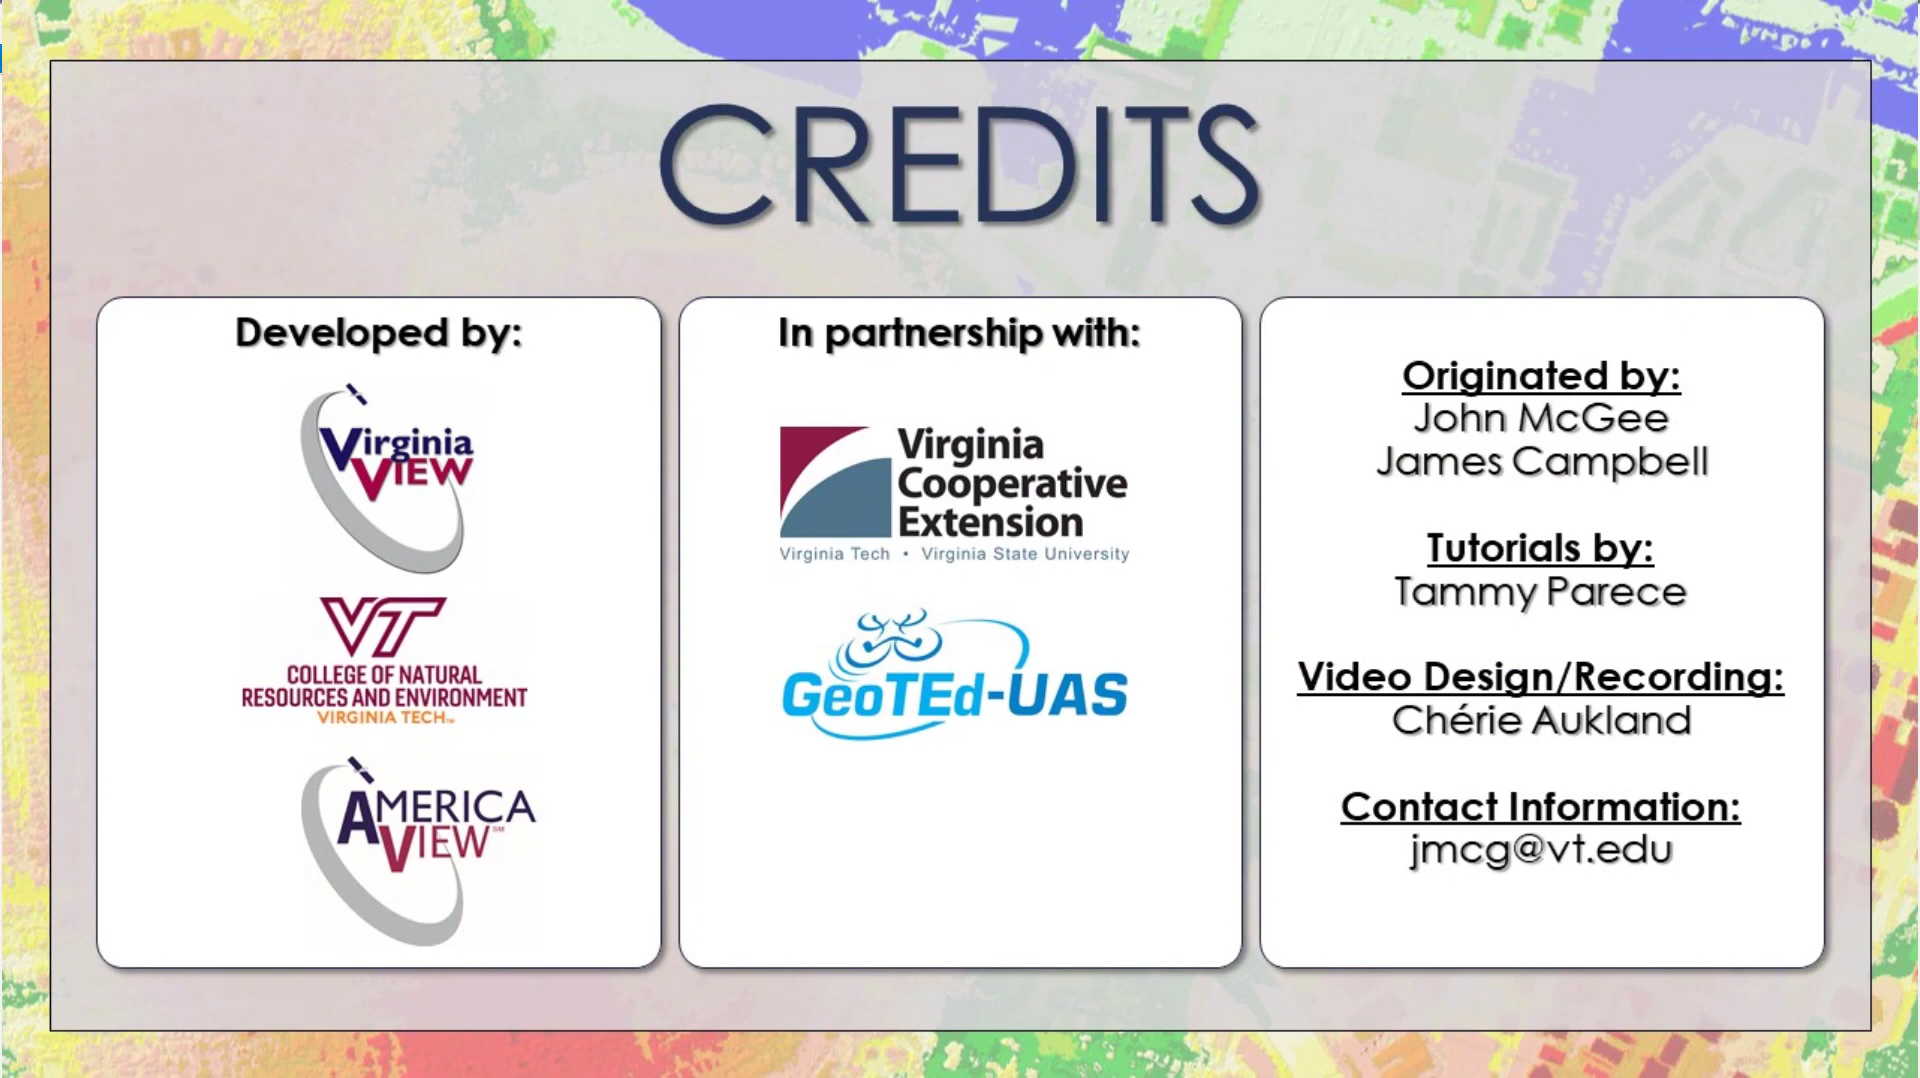 CREDITS
Developed by:
Virginia
VIEW
VT
COLLEGE OF NATURAL
RESOURCES AND ENVIRONMENT
VIRGINIA TECH™
AMERICA
VIEW℠
In partnership with:
Virginia
Cooperative
Extension
Virginia Tech • Virginia State University
GeoTEd-UAS
Originated by:
John McGee
James Campbell
Tutorials by:
Tammy Parece
Video Design/Recording:
Chérie Aukland
Contact Information:
jmcg@vt.edu